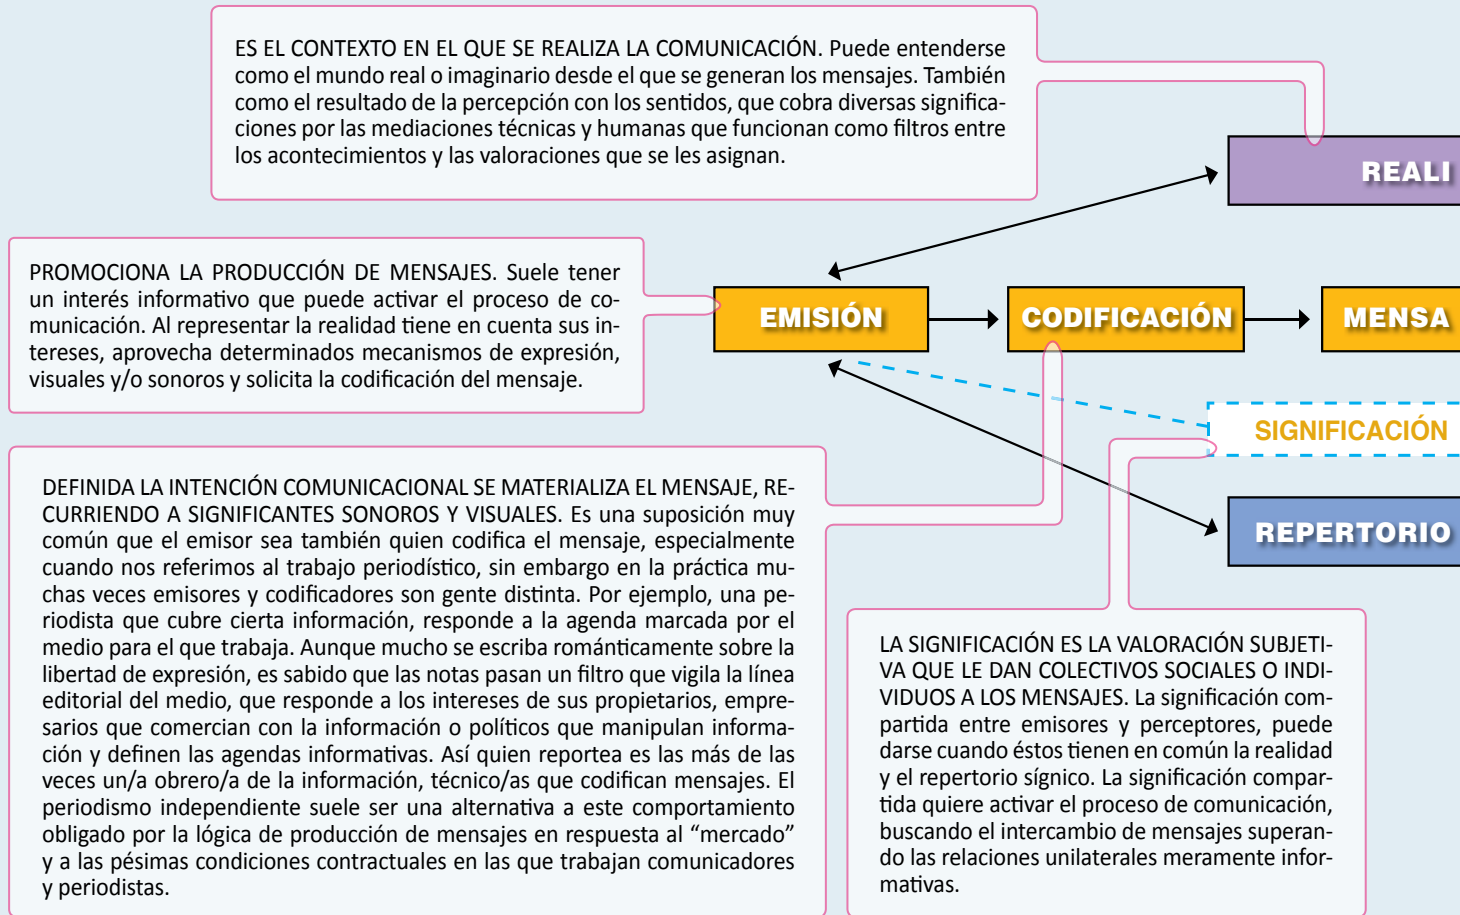 ES EL CONTEXTO EN EL QUE SE REALIZA LA COMUNICACIÓN. Puede entenderse
como el mundo real o imaginario desde el que se generan los mensajes. También
como el resultado de la percepción con los sentidos, que cobra diversas significa-
ciones por las mediaciones técnicas y humanas que funcionan como filtros entre
los acontecimientos y las valoraciones que se les asignan.
REALI
PROMOCIONA LA PRODUCCIÓN DE MENSAJES. Suele tener
un interés informativo que puede activar el proceso de co-
municación. Al representar la realidad tiene en cuenta sus in-
tereses, aprovecha determinados mecanismos de expresión,
visuales y/o sonoros y solicita la codificación del mensaje.
EMISIÓN
CODIFICACIÓN
MENSA
SIGNIFICACIÓN
REPERTORIO
DEFINIDA LA INTENCIÓN COMUNICACIONAL SE MATERIALIZA EL MENSAJE, RE-
CURRIENDO A SIGNIFICANTES SONOROS Y VISUALES. Es una suposición muy
común que el emisor sea también quien codifica el mensaje, especialmente
cuando nos referimos al trabajo periodístico, sin embargo en la práctica mu-
chas veces emisores y codificadores son gente distinta. Por ejemplo, una pe-
riodista que cubre cierta información, responde a la agenda marcada por el
medio para el que trabaja. Aunque mucho se escriba románticamente sobre la
libertad de expresión, es sabido que las notas pasan un filtro que vigila la línea
editorial del medio, que responde a los intereses de sus propietarios, empre-
sarios que comercian con la información o políticos que manipulan informa-
ción y definen las agendas informativas. Así quien reportea es las más de las
veces un/a obrero/a de la información, técnico/as que codifican mensajes. El
periodismo independiente suele ser una alternativa a este comportamiento
obligado por la lógica de producción de mensajes en respuesta al “mercado”
y a las pésimas condiciones contractuales en las que trabajan comunicadores
y periodistas.
LA SIGNIFICACIÓN ES LA VALORACIÓN SUBJETI-
VA QUE LE DAN COLECTIVOS SOCIALES O INDI-
VIDUOS A LOS MENSAJES. La significación com-
partida entre emisores y perceptores, puede
darse cuando éstos tienen en común la realidad
y el repertorio sígnico. La significación compar-
tida quiere activar el proceso de comunicación,
buscando el intercambio de mensajes superan-
do las relaciones unilaterales meramente infor-
mativas.